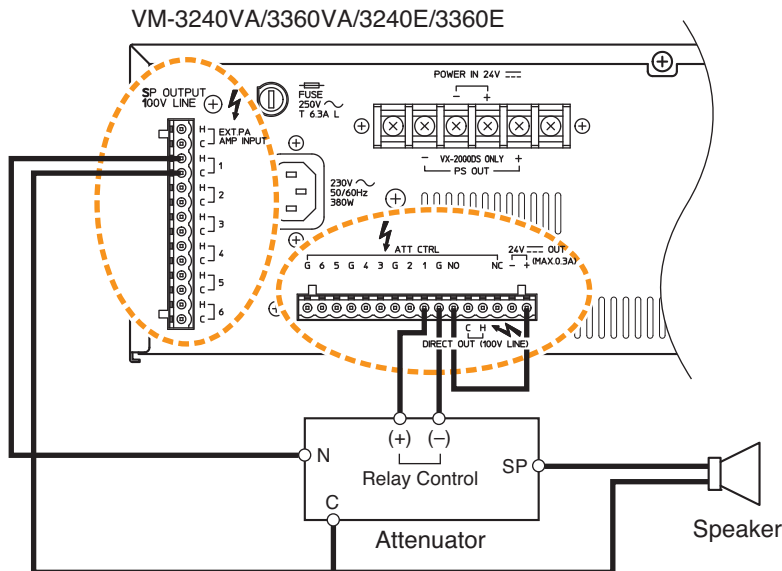 VM-3240VA/3360VA/3240E/3360E
SP OUTPUT
100V LINE
FUSE
250V
T 6.3A L
POWER IN 24V
− +
H EXT.PA
C AMP INPUT
H
C 1
H
C 2
H
C 3
H
C 4
H
C 5
H
C 6
− VX-2000DS ONLY +
PS OUT
230V
50/60Hz
380W
ATT CTRL
24V OUT
(MAX.0.3A)
G 6 5 G 4 3 G 2 1 G NO NC − +
C H
DIRECT OUT (100V LINE)
(+) (−)
Relay Control
N
SP
C
Attenuator
Speaker